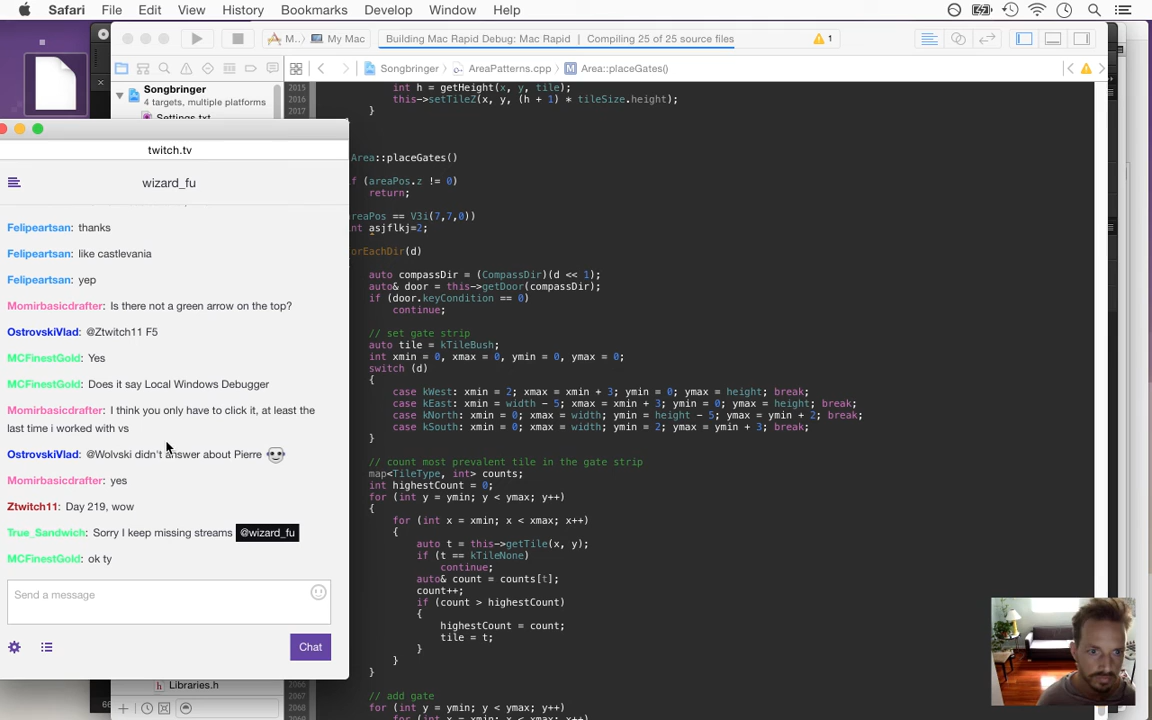 Safari File Edit View History Bookmarks Develop Window Help
M... My Mac
Building Mac Rapid Debug: Mac Rapid | Compiling 25 of 25 source files
1
Songbringer
4 targets, multiple platforms
Settings.txt
Songbringer AreaPatterns.cpp M Area::placeGates()
twitch.tv
wizard_fu
Felipeartsan: thanks
Felipeartsan: like castlevania
Felipeartsan: yep
Momirbasicdrafter: Is there not a green arrow on the top?
OstrovskiVlad: @Ztwitch11 F5
MCFinestGold: Yes
MCFinestGold: Does it say Local Windows Debugger
Momirbasicdrafter: I think you only have to click it, at least the
last time i worked with vs
OstrovskiVlad: @Wolvski didn't answer about Pierre
Momirbasicdrafter: yes
Ztwitch11: Day 219, wow
True_Sandwich: Sorry I keep missing streams @wizard_fu
MCFinestGold: ok ty
Send a message
Chat
Libraries.h
2015 int h = getHeight(x, y, tile);
2016 this->setTileZ(x, y, (h + 1) * tileSize.height);
2017 }
Area::placeGates()
f (areaPos.z != 0)
return;
reaPos == V3i(7,7,0))
nt asjflkj=2;
orEachDir(d)
auto compassDir = (CompassDir)(d << 1);
auto& door = this->getDoor(compassDir);
if (door.keyCondition == 0)
continue;
// set gate strip
auto tile = kTileBush;
int xmin = 0, xmax = 0, ymin = 0, ymax = 0;
switch (d)
{
case kWest: xmin = 2; xmax = xmin + 3; ymin = 0; ymax = height; break;
case kEast: xmin = width - 5; xmax = xmin + 3; ymin = 0; ymax = height; break;
case kNorth: xmin = 0; xmax = width; ymin = height - 5; ymax = ymin + 2; break;
case kSouth: xmin = 0; xmax = width; ymin = 2; ymax = ymin + 3; break;
}
// count most prevalent tile in the gate strip
map<TileType, int> counts;
int highestCount = 0;
for (int y = ymin; y < ymax; y++)
{
for (int x = xmin; x < xmax; x++)
{
auto t = this->getTile(x, y);
if (t == kTileNone)
continue;
auto& count = counts[t];
count++;
if (count > highestCount)
{
highestCount = count;
tile = t;
}
}
}
2066 // add gate
2067
2068 for (int y = ymin; y < ymax; y++)